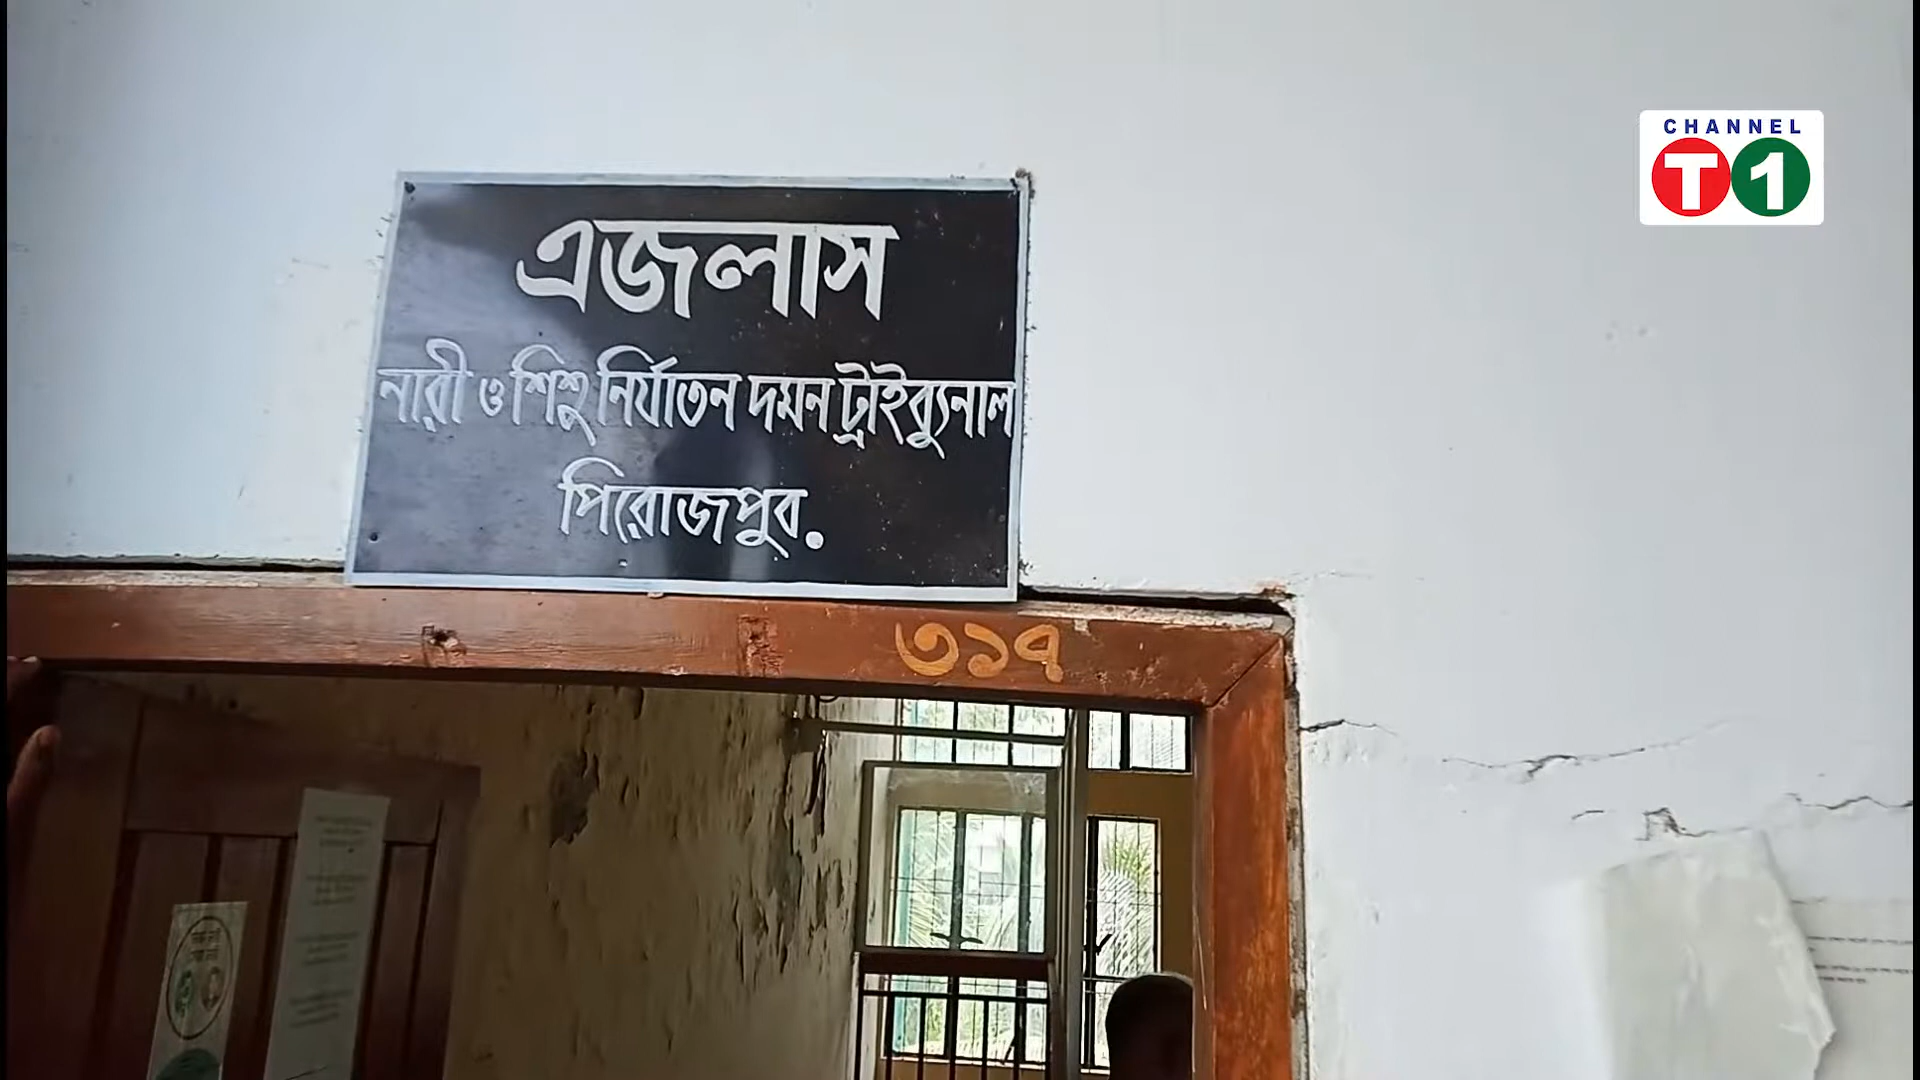 CHANNEL
T1
এজলাস
নারী ও শিশু নির্যাতন দমন ট্রাইব্যুনাল
পিরোজপুর.
৩১৭